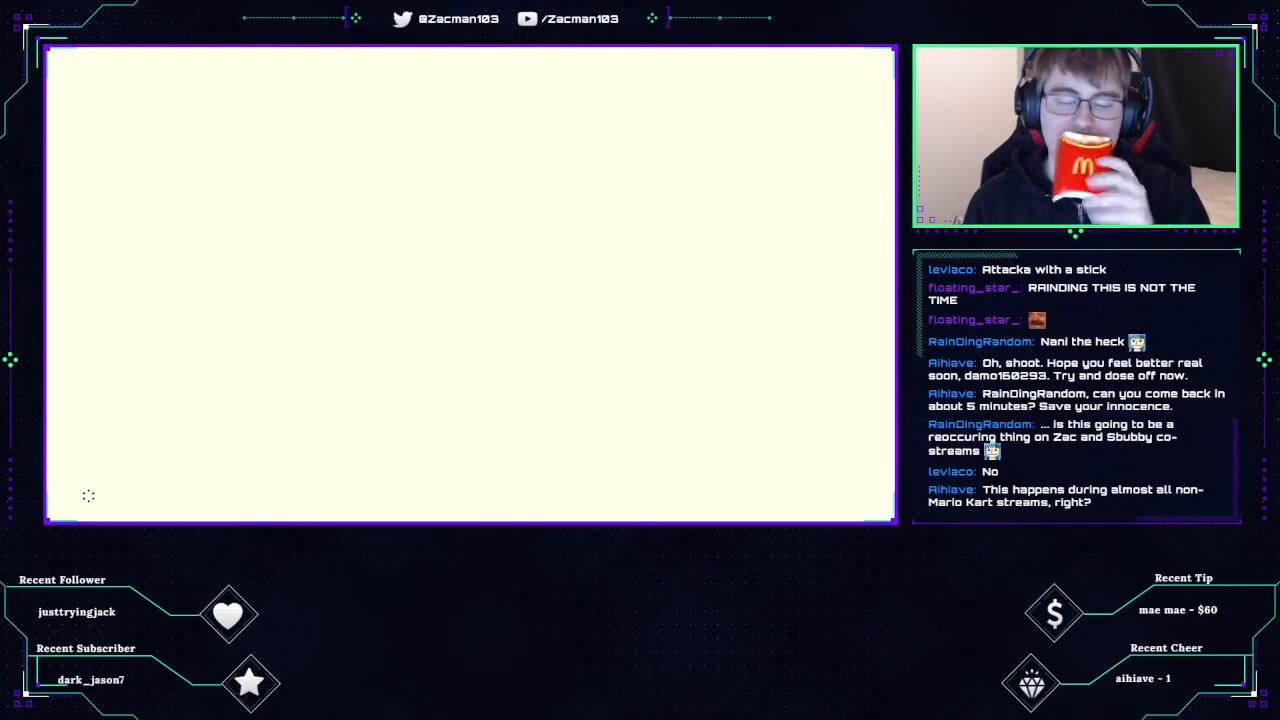 @Zacman103
/Zacman103
leviaco: Attacka with a stick
floating_star_: RAINDING THIS IS NOT THE
TIME
floating_star_:
RainDingRandom: Nani the heck
Aihiave: Oh, shoot. Hope you feel better real
soon, damo160293. Try and dose off now.
Aihiave: RainDingRandom, can you come back in
about 5 minutes? Save your innocence.
RainDingRandom: ... is this going to be a
reoccuring thing on Zac and Sbubby co-
streams
leviaco: No
Aihiave: This happens during almost all non-
Mario Kart streams, right?
Recent Follower
justtryingjack
Recent Subscriber
dark_jason7
Recent Tip
mae mae - $60
Recent Cheer
aihiave - 1